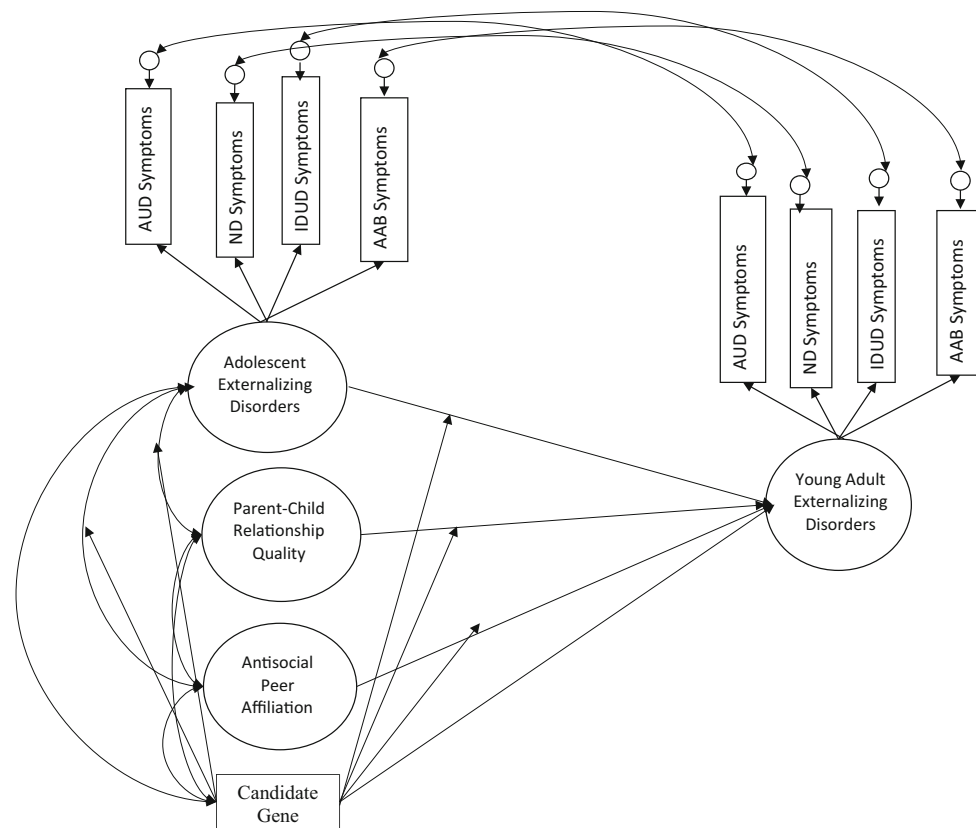 AUD Symptoms
ND Symptoms
IDUD Symptoms
AAB Symptoms
AUD Symptoms
ND Symptoms
IDUD Symptoms
AAB Symptoms
Adolescent
Externalizing
Disorders
Parent-Child
Relationship
Quality
Young Adult
Externalizing
Disorders
Antisocial
Peer
Affiliation
Candidate
Gene